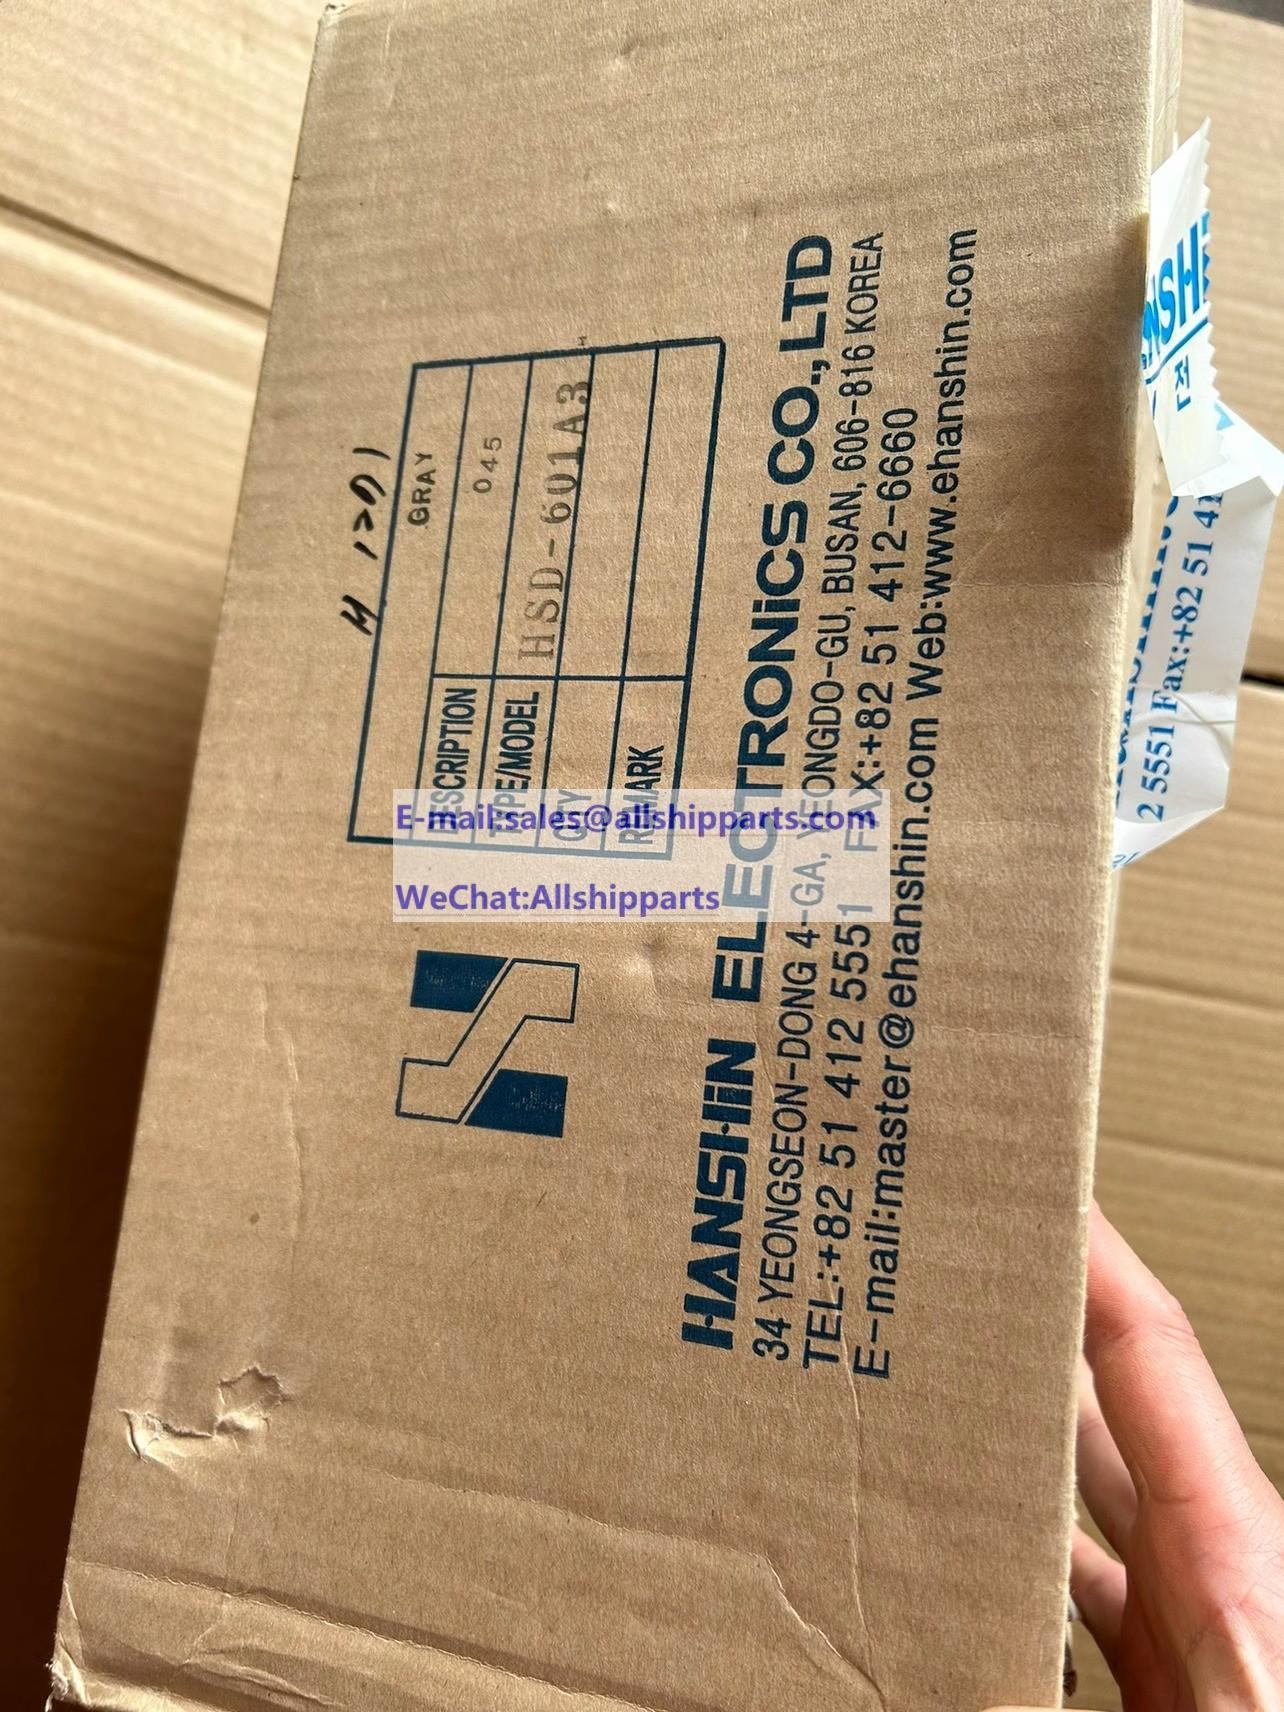 H 1201
GRAY
DESCRIPTION 045
TYPE/MODEL HSD-601A3
H
QTY
REMARK
HANSHIN ELECTRONICS CO.,LTD
34 YEONGSEON-DONG 4-GA, YEONGDO-GU, BUSAN, 606-816 KOREA
TEL:+82 51 412 5551 FAX:+82 51 412-6660
E-mail:master@ehanshin.com Web:www.ehanshin.com
E-mail:sales@allshipparts.com
WeChat:Allshipparts
NSH
전
2 5551 Fax:+82 51 41